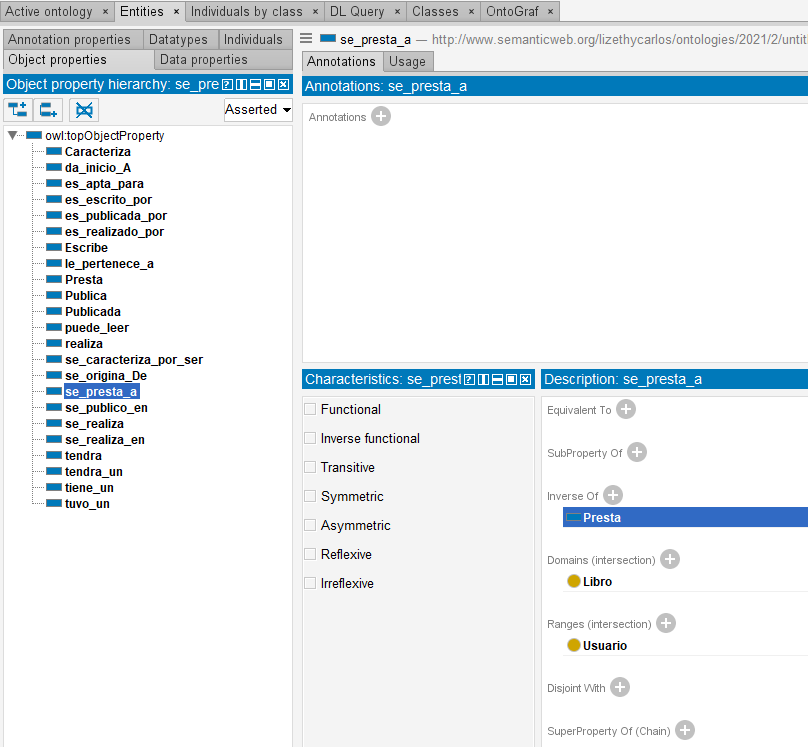 Active ontology × Entities × Individuals by class × DL Query × Classes × OntoGraf ×
Annotation properties Datatypes Individuals
Object properties Data properties
Object property hierarchy: se_pre
Asserted
owl:topObjectProperty
Caracteriza
da_inicio_A
es_apta_para
es_escrito_por
es_publicada_por
es_realizado_por
Escribe
le_pertenece_a
Presta
Publica
Publicada
puede_leer
realiza
se_caracteriza_por_ser
se_origina_De
se_presta_a
se_publico_en
se_realiza
se_realiza_en
tendra
tendra_un
tiene_un
tuvo_un
se_presta_a — http://www.semanticweb.org/lizethycarlos/ontologies/2021/2/untit
Annotations Usage
Annotations: se_presta_a
Annotations
Characteristics: se_prest
Functional
Inverse functional
Transitive
Symmetric
Asymmetric
Reflexive
Irreflexive
Description: se_presta_a
Equivalent To
SubProperty Of
Inverse Of
Presta
Domains (intersection)
Libro
Ranges (intersection)
Usuario
Disjoint With
SuperProperty Of (Chain)